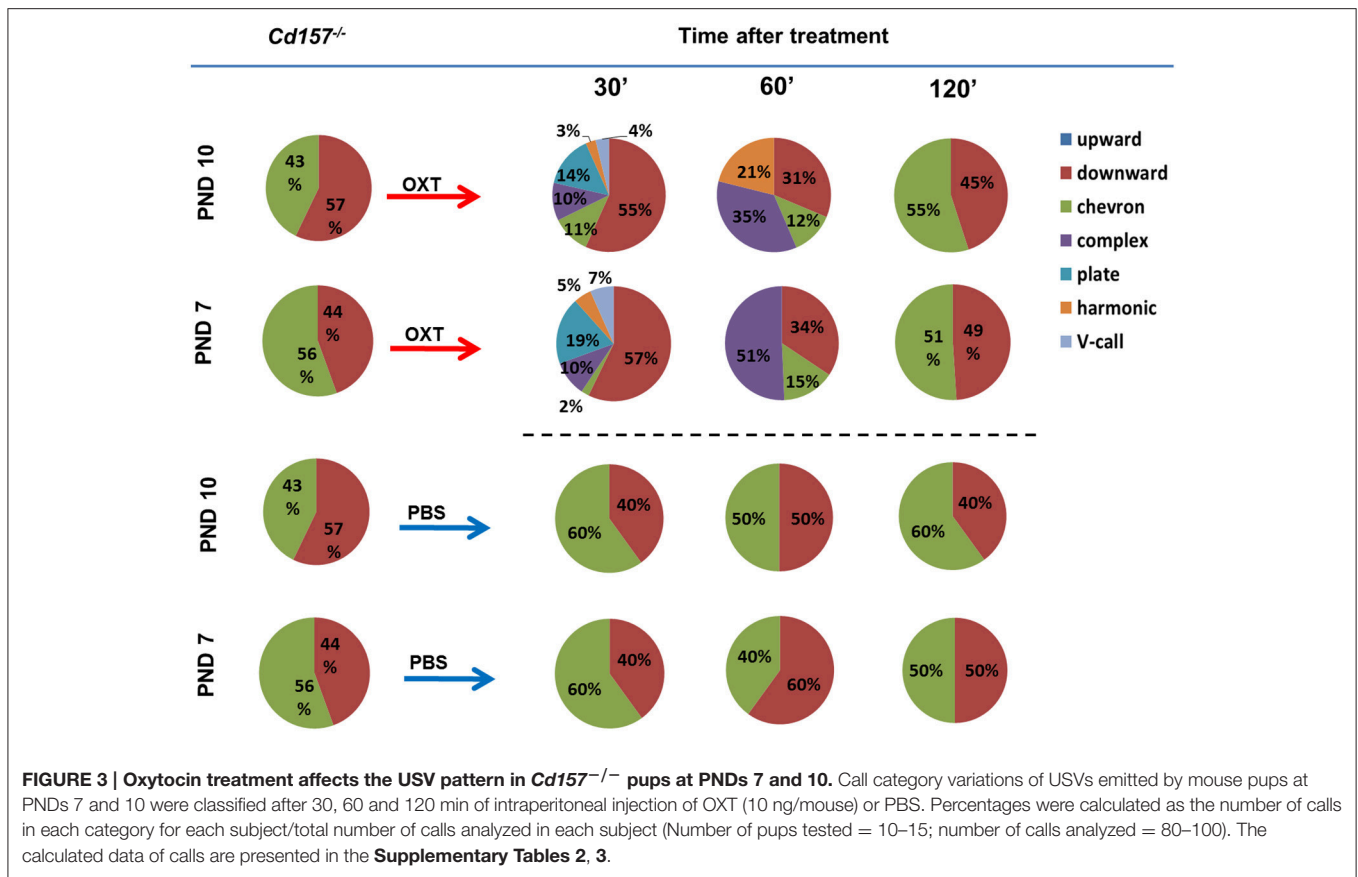 Cd157-/-
Time after treatment
30’
60’
120’
PND 10
43
%
57
%
OXT
3%
4%
14%
10%
11%
55%
21%
31%
35%
12%
55%
45%
upward
downward
chevron
complex
plate
harmonic
V-call
PND 7
44
%
56
%
OXT
5%
7%
19%
10%
2%
57%
51%
34%
15%
51
%
49
%
PND 10
43
%
57
%
PBS
60%
40%
50%
50%
60%
40%
PND 7
44
%
56
%
PBS
60%
40%
40%
60%
50%
50%
FIGURE 3 | Oxytocin treatment affects the USV pattern in Cd157−/− pups at PNDs 7 and 10. Call category variations of USVs emitted by mouse pups at
PNDs 7 and 10 were classified after 30, 60 and 120 min of intraperitoneal injection of OXT (10 ng/mouse) or PBS. Percentages were calculated as the number of calls
in each category for each subject/total number of calls analyzed in each subject (Number of pups tested = 10–15; number of calls analyzed = 80–100). The
calculated data of calls are presented in the Supplementary Tables 2, 3.